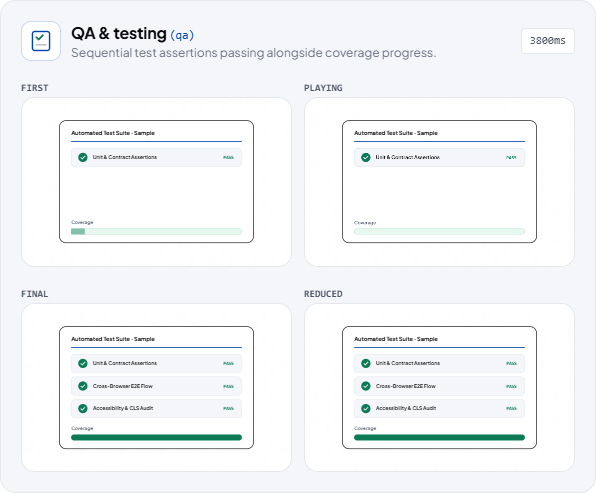 QA & testing (qa)
Sequential test assertions passing alongside coverage progress.
3800ms
FIRST
Automated Test Suite - Sample
Unit & Contract Assertions PASS
Coverage
PLAYING
Automated Test Suite - Sample
Unit & Contract Assertions PASS
Coverage
FINAL
Automated Test Suite - Sample
Unit & Contract Assertions PASS
Cross-Browser E2E Flow PASS
Accessibility & CLS Audit PASS
Coverage
REDUCED
Automated Test Suite - Sample
Unit & Contract Assertions PASS
Cross-Browser E2E Flow PASS
Accessibility & CLS Audit PASS
Coverage